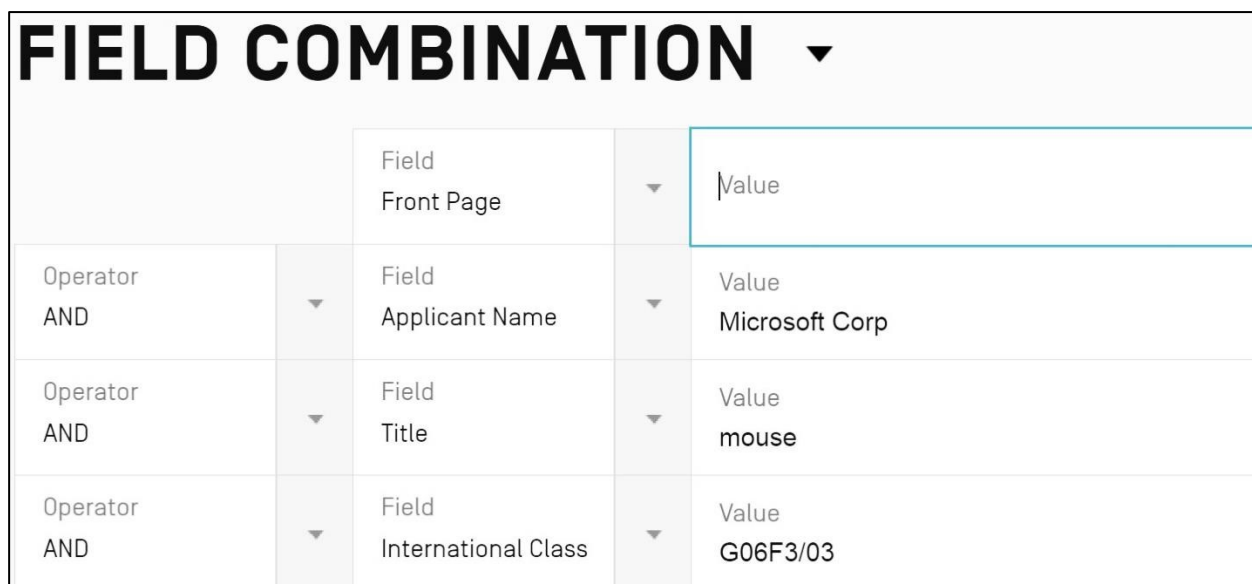 FIELD COMBINATION
Field
Front Page
Value
Operator
AND
Field
Applicant Name
Value
Microsoft Corp
Operator
AND
Field
Title
Value
mouse
Operator
AND
Field
International Class
Value
G06F3/03